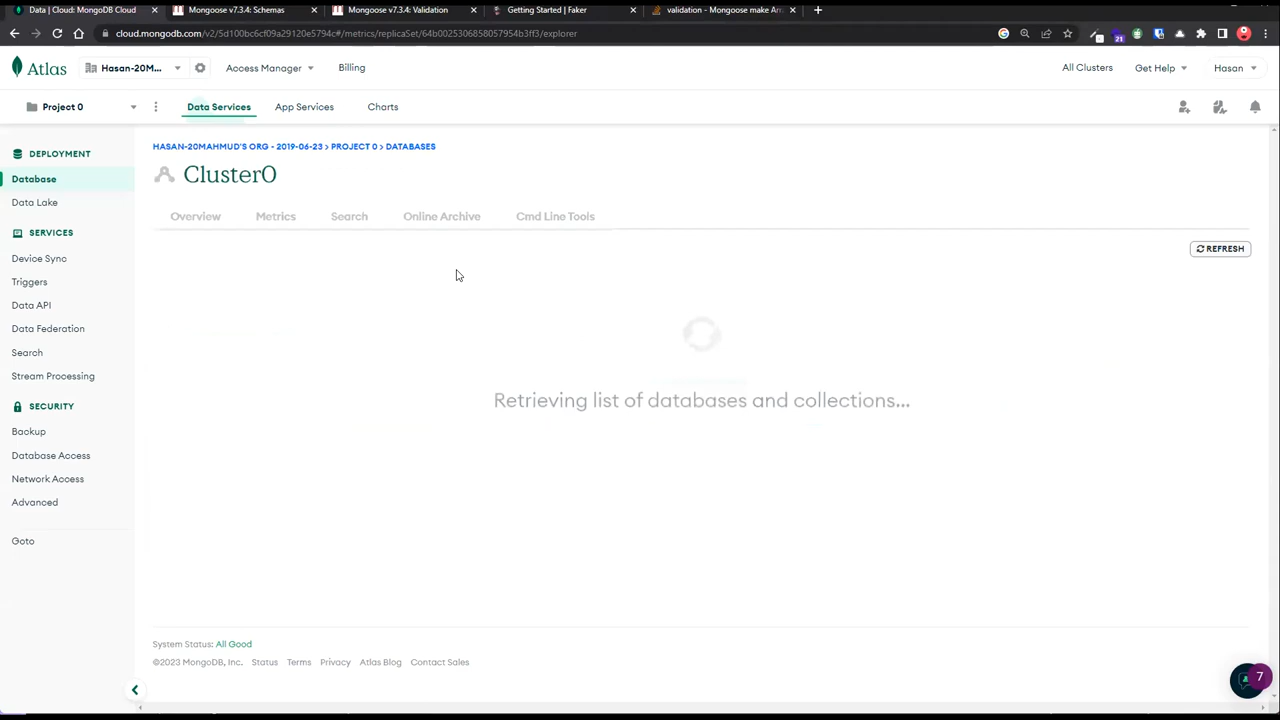 Data | Cloud: MongoDB Cloud
Mongoose v7.3.4: Schemas
Mongoose v7.3.4: Validation
Getting Started | Faker
validation - Mongoose make Arr
cloud.mongodb.com/v2/5d100bc6cf09a29120e5794c#/metrics/replicaSet/64b0025306858057954b3ff3/explorer
21
Atlas
Hasan-20M...
Access Manager
Billing
All Clusters
Get Help
Hasan
Project 0
Data Services
App Services
Charts
DEPLOYMENT
Database
Data Lake
SERVICES
Device Sync
Triggers
Data API
Data Federation
Search
Stream Processing
SECURITY
Backup
Database Access
Network Access
Advanced
Goto
HASAN-20MAHMUD'S ORG - 2019-06-23 > PROJECT 0 > DATABASES
Cluster0
Overview
Metrics
Search
Online Archive
Cmd Line Tools
REFRESH
Retrieving list of databases and collections...
System Status: All Good
©2023 MongoDB, Inc.
Status
Terms
Privacy
Atlas Blog
Contact Sales
7